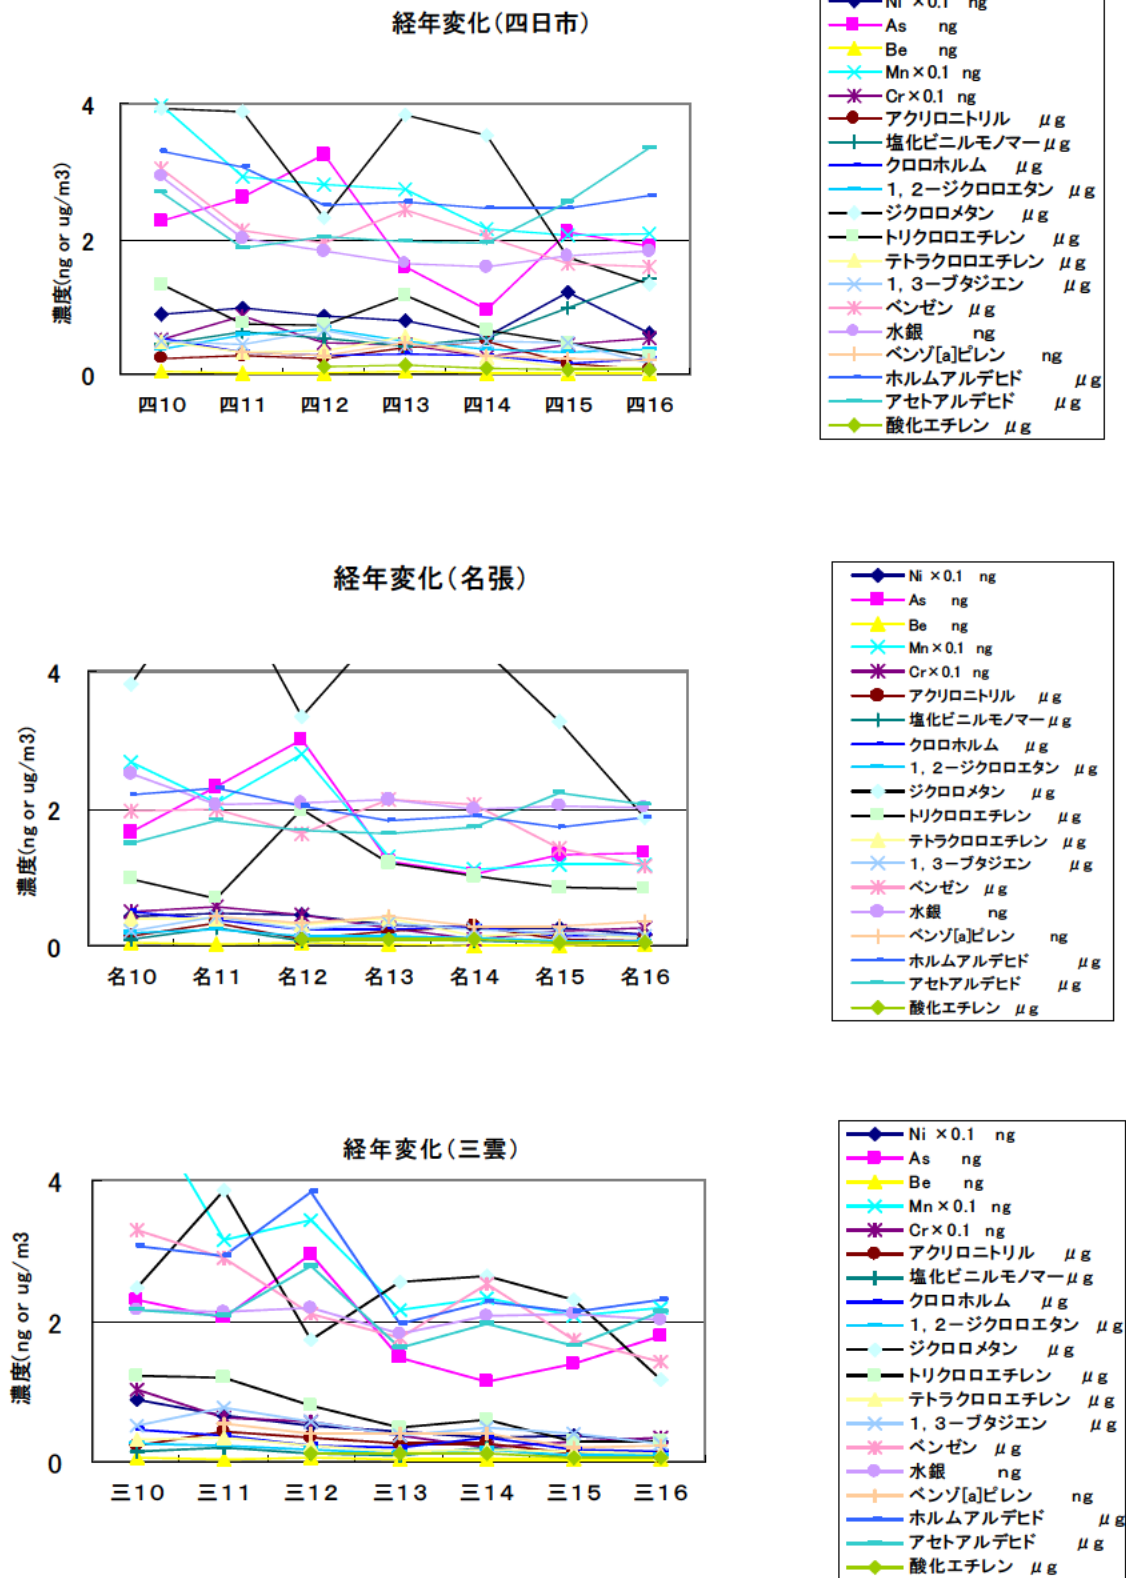 経年変化(四日市)
濃度(ng or ug/m3)
4
2
0
四10 四11 四12 四13 四14 四15 四16
Ni ×0.1 ng
As ng
Be ng
Mn×0.1 ng
Cr×0.1 ng
アクリロニトリル μg
塩化ビニルモノマー μg
クロロホルム μg
1,2-ジクロロエタン μg
ジクロロメタン μg
トリクロロエチレン μg
テトラクロロエチレン μg
1,3-ブタジエン μg
ベンゼン μg
水銀 ng
ベンゾ[a]ピレン ng
ホルムアルデヒド μg
アセトアルデヒド μg
酸化エチレン μg
経年変化(名張)
濃度(ng or ug/m3)
4
2
0
名10 名11 名12 名13 名14 名15 名16
Ni ×0.1 ng
As ng
Be ng
Mn×0.1 ng
Cr×0.1 ng
アクリロニトリル μg
塩化ビニルモノマー μg
クロロホルム μg
1,2-ジクロロエタン μg
ジクロロメタン μg
トリクロロエチレン μg
テトラクロロエチレン μg
1,3-ブタジエン μg
ベンゼン μg
水銀 ng
ベンゾ[a]ピレン ng
ホルムアルデヒド μg
アセトアルデヒド μg
酸化エチレン μg
経年変化(三雲)
濃度(ng or ug/m3
4
2
0
三10 三11 三12 三13 三14 三15 三16
Ni ×0.1 ng
As ng
Be ng
Mn×0.1 ng
Cr×0.1 ng
アクリロニトリル μg
塩化ビニルモノマー μg
クロロホルム μg
1,2-ジクロロエタン μg
ジクロロメタン μg
トリクロロエチレン μg
テトラクロロエチレン μg
1,3-ブタジエン μg
ベンゼン μg
水銀 ng
ベンゾ[a]ピレン ng
ホルムアルデヒド μg
アセトアルデヒド μg
酸化エチレン μg